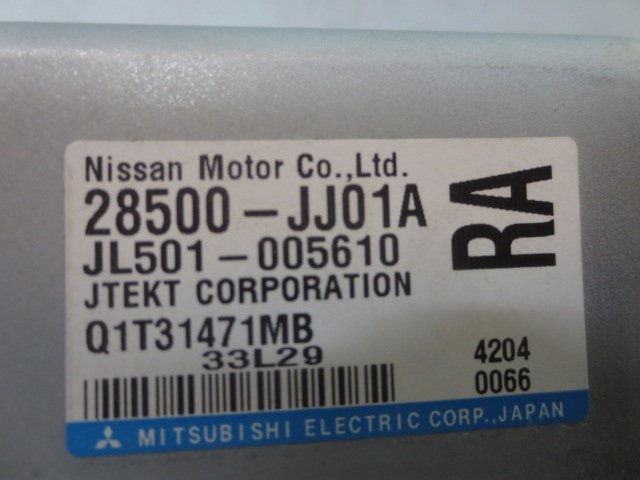 Nissan Motor Co.,Ltd.
28500-JJ01A
JL501-005610
JTEKT CORPORATION
Q1T31471MB
33L29
RA
4204
0066
MITSUBISHI ELECTRIC CORP., JAPAN